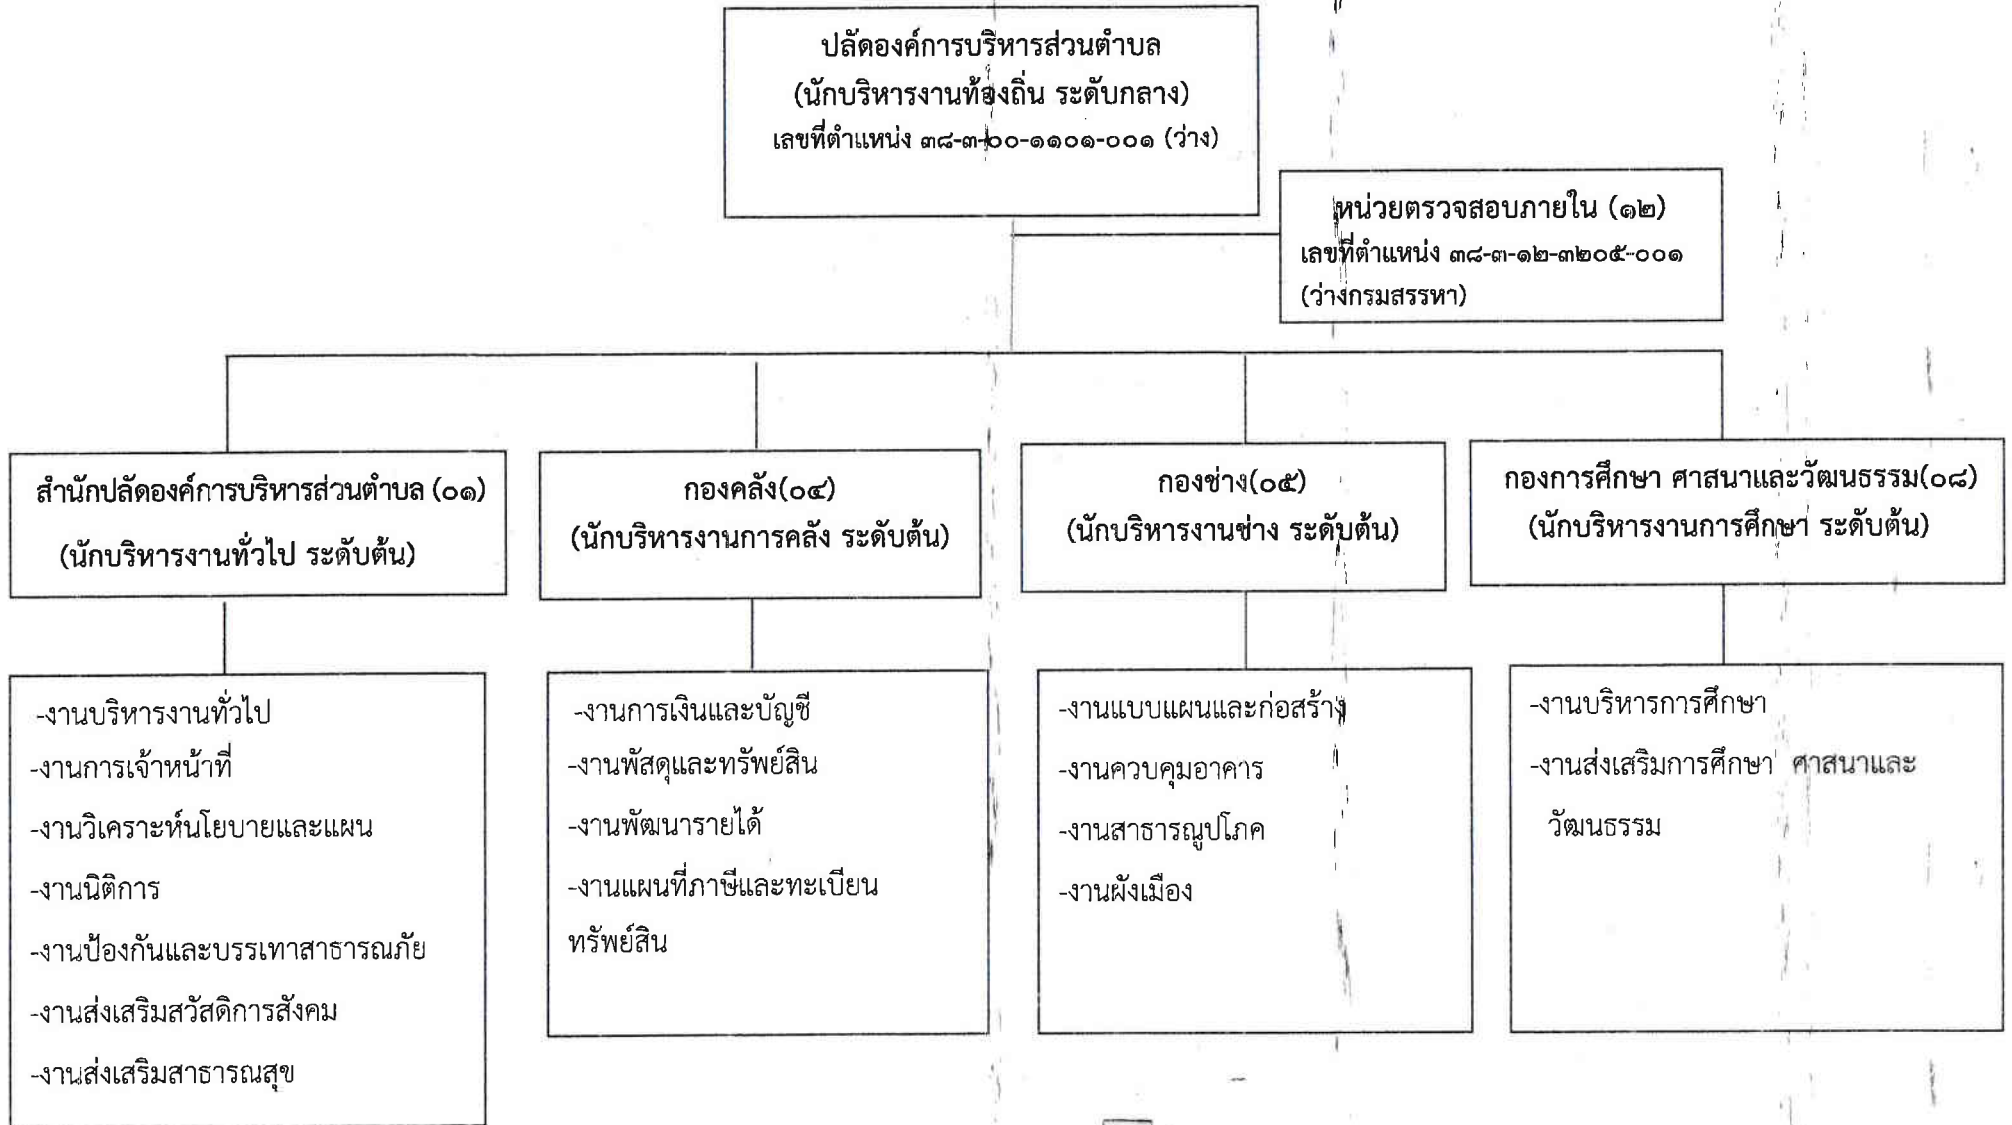 ปลัดองค์การบริหารส่วนตำบล
(นักบริหารงานท้องถิ่น ระดับกลาง)
เลขที่ตำแหน่ง ๓๘-๓-๐๐-๑๑๐๑-๐๐๑ (ว่าง)
หน่วยตรวจสอบภายใน (๑๒)
เลขที่ตำแหน่ง ๓๘-๓-๑๒-๓๒๐๕-๐๐๑
(ว่างกรมสรรหา)
สำนักปลัดองค์การบริหารส่วนตำบล (๐๑)
(นักบริหารงานทั่วไป ระดับต้น)
กองคลัง(๐๔)
(นักบริหารงานการคลัง ระดับต้น)
กองช่าง(๐๕)
(นักบริหารงานช่าง ระดับต้น)
กองการศึกษา ศาสนาและวัฒนธรรม(๐๘)
(นักบริหารงานการศึกษา ระดับต้น)
-งานบริหารงานทั่วไป
-งานการเจ้าหน้าที่
-งานวิเคราะห์นโยบายและแผน
-งานนิติการ
-งานป้องกันและบรรเทาสาธารณภัย
-งานส่งเสริมสวัสดิการสังคม
-งานส่งเสริมสาธารณสุข
-งานการเงินและบัญชี
-งานพัสดุและทรัพย์สิน
-งานพัฒนารายได้
-งานแผนที่ภาษีและทะเบียน
ทรัพย์สิน
-งานแบบแผนและก่อสร้าง
-งานควบคุมอาคาร
-งานสาธารณูปโภค
-งานผังเมือง
-งานบริหารการศึกษา
-งานส่งเสริมการศึกษา ศาสนาและ
วัฒนธรรม